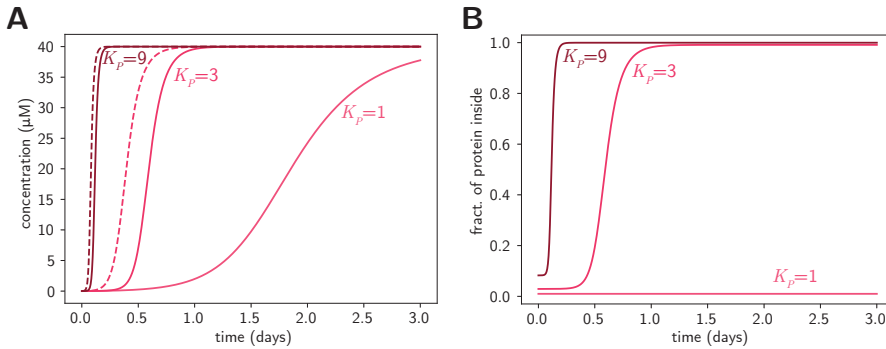 A
40
35
30
25
20
15
10
5
0
concentration (μM)
K_P=9
K_P=3
K_P=1
0.0 0.5 1.0 1.5 2.0 2.5 3.0
time (days)
B
1.0
0.8
0.6
0.4
0.2
0.0
fract. of protein inside
K_P=9
K_P=3
K_P=1
0.0 0.5 1.0 1.5 2.0 2.5 3.0
time (days)